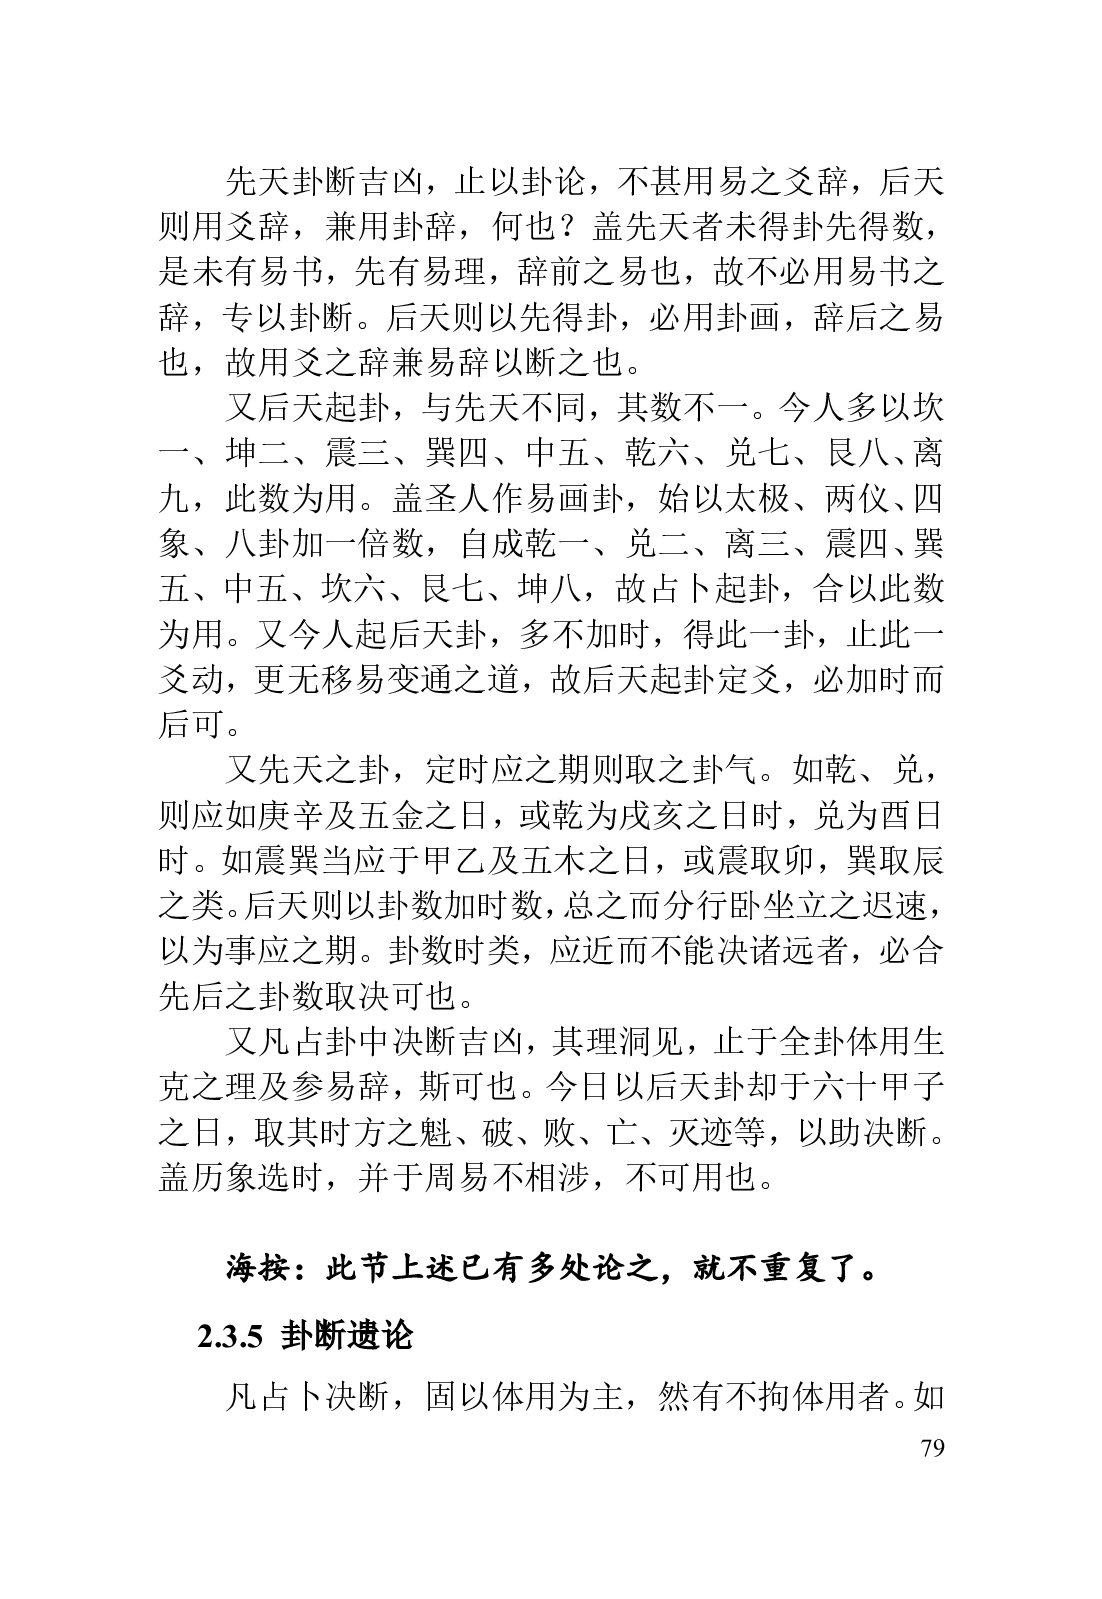 先天卦断吉凶，止以卦论，不甚用易之爻辞，后天
则用爻辞，兼用卦辞，何也？盖先天者未得卦先得数，
是未有易书，先有易理，辞前之易也，故不必用易书之
辞，专以卦断。后天则以先得卦，必用卦画，辞后之易
也，故用爻之辞兼易辞以断之也。
又后天起卦，与先天不同，其数不一。今人多以坎
一、坤二、震三、巽四、中五、乾六、兑七、艮八、离
九，此数为用。盖圣人作易画卦，始以太极、两仪、四
象、八卦加一倍数，自成乾一、兑二、离三、震四、巽
五、中五、坎六、艮七、坤八，故占卜起卦，合以此数
为用。又今人起后天卦，多不加时，得此一卦，止此一
爻动，更无移易变通之道，故后天起卦定爻，必加时而
后可。
又先天之卦，定时应之期则取之卦气。如乾、兑，
则应如庚辛及五金之日，或乾为戌亥之日时，兑为酉日
时。如震巽当应于甲乙及五木之日，或震取卯，巽取辰
之类。后天则以卦数加时数，总之而分行卧坐立之迟速，
以为事应之期。卦数时类，应近而不能决诸远者，必合
先后之卦数取决可也。
又凡占卦中决断吉凶，其理洞见，止于全卦体用生
克之理及参易辞，斯可也。今日以后天卦却于六十甲子
之日，取其时方之魁、破、败、亡、灭迹等，以助决断。
盖历象选时，并于周易不相涉，不可用也。
海按：此节上述已有多处论之，就不重复了。
2.3.5 卦断遗论
凡占卜决断，固以体用为主，然有不拘体用者。如
79